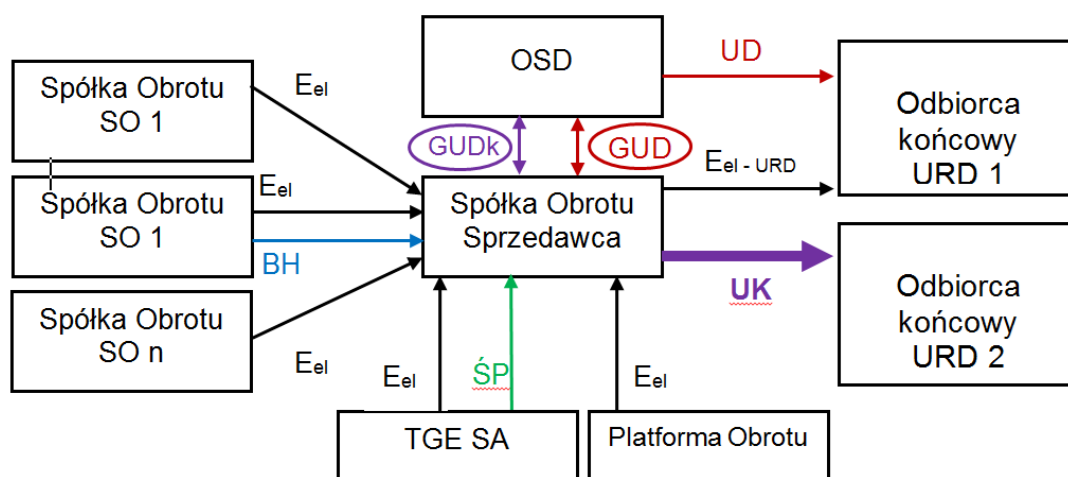 OSD
UD
Spółka Obrotu
SO 1
Eel
Odbiorca
końcowy
URD 1
GUDk
GUD
Eel - URD
Spółka Obrotu
SO 1
Eel
BH
Spółka Obrotu
Sprzedawca
UK
Odbiorca
końcowy
URD 2
Spółka Obrotu
SO n
Eel
Eel
ŚP
Eel
TGE SA
Platforma Obrotu